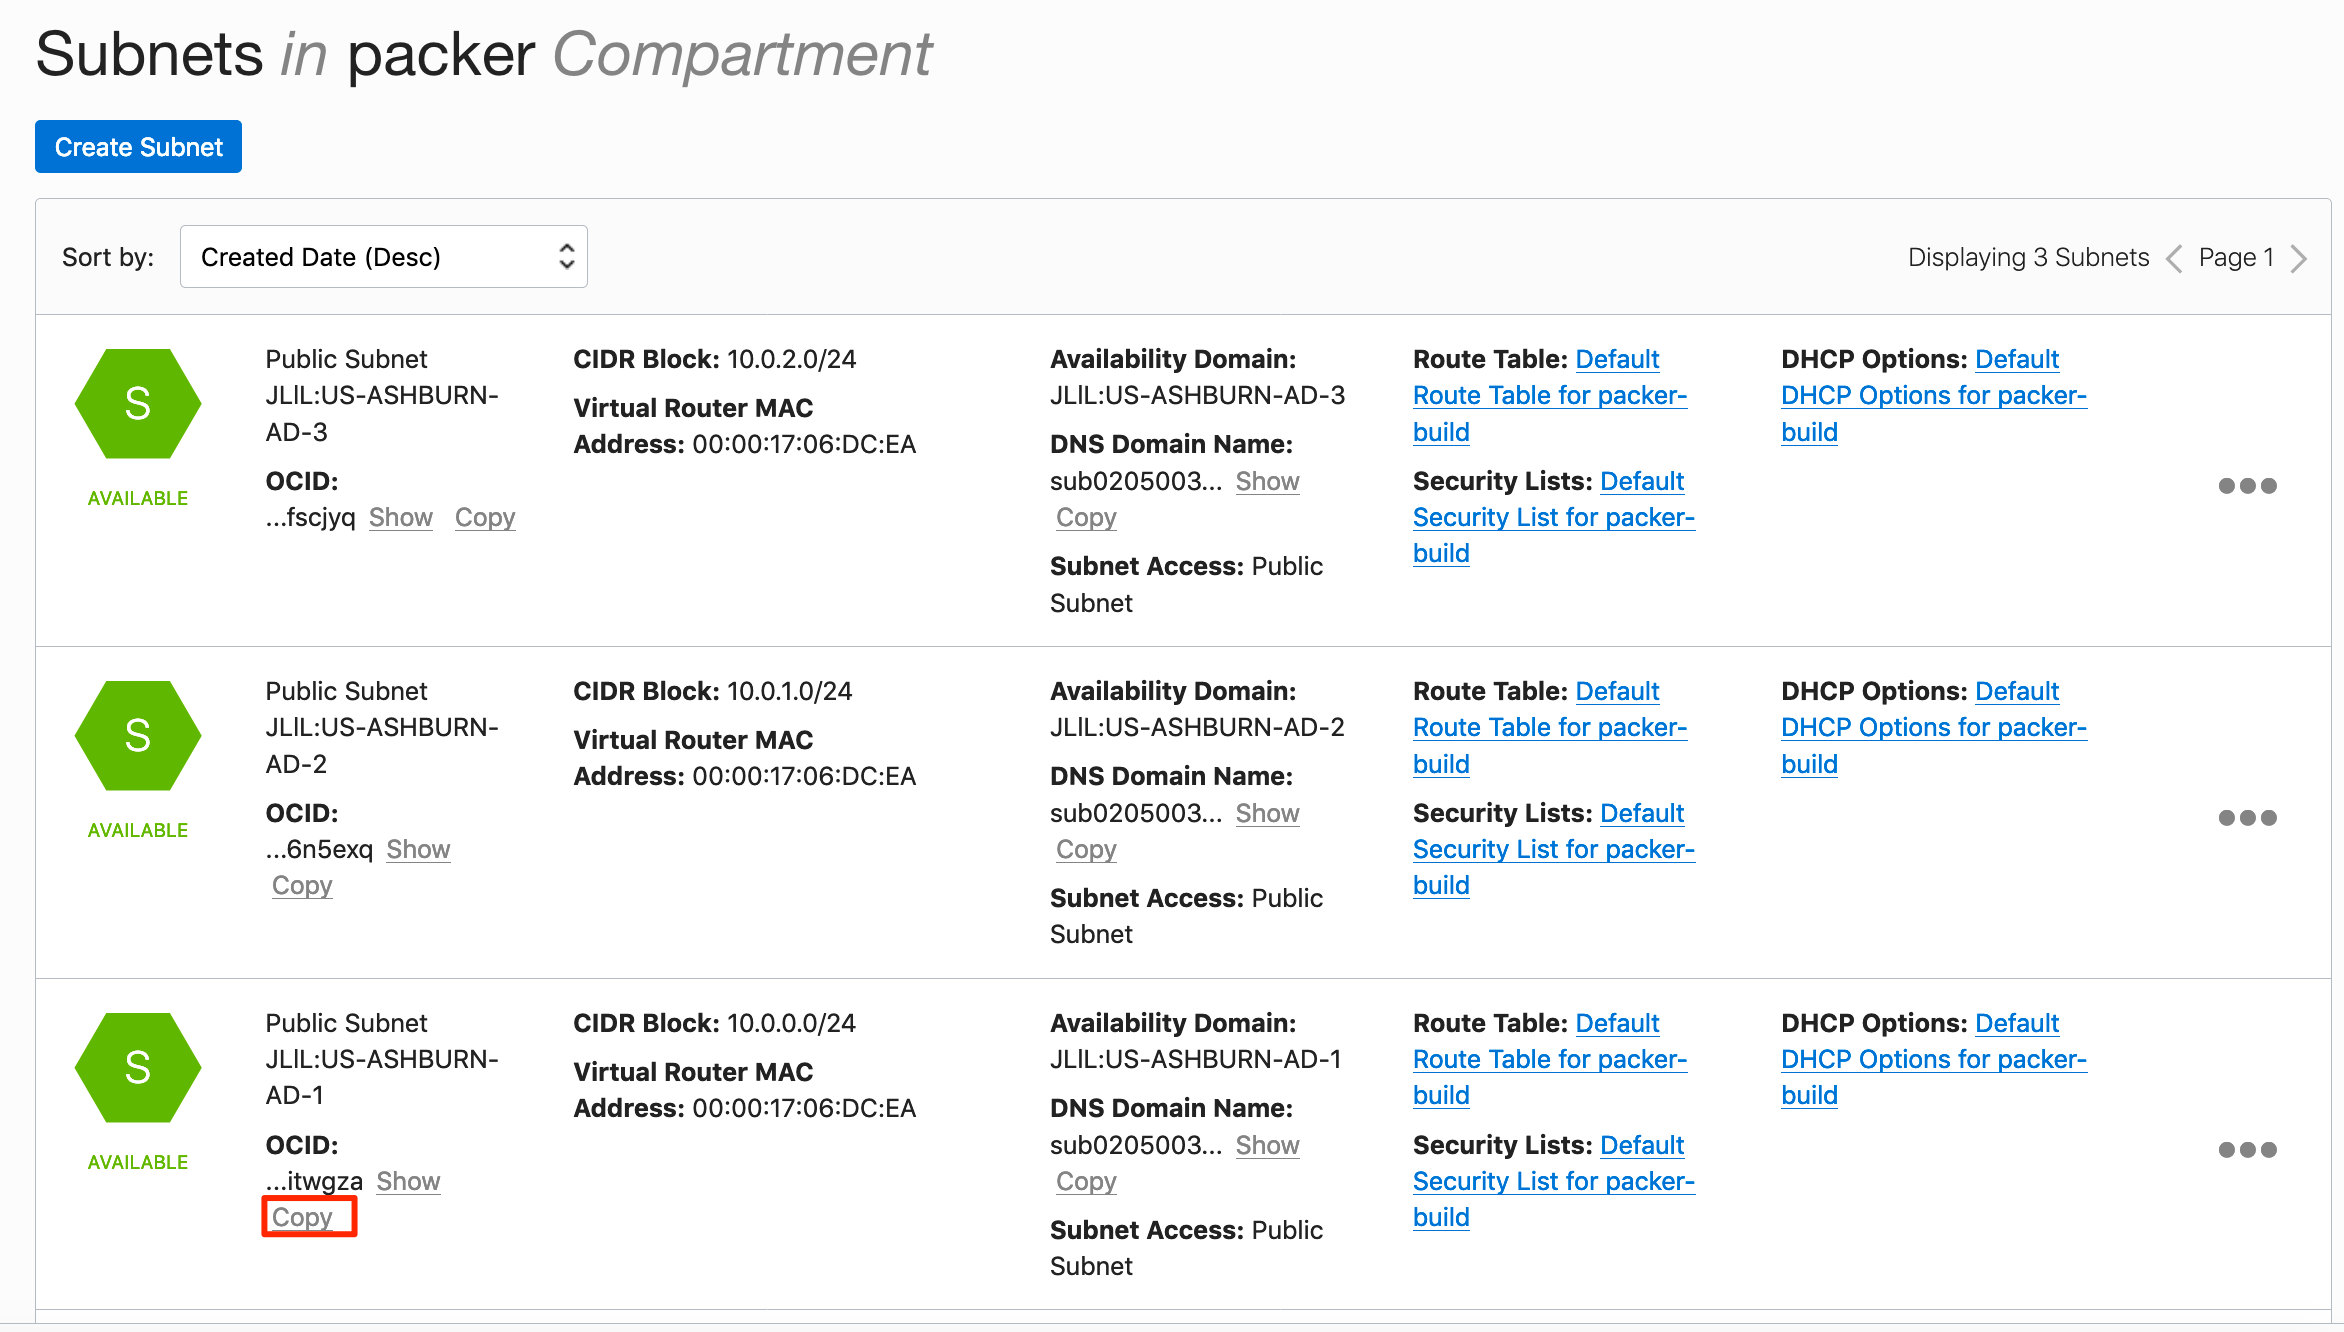 Subnets in packer Compartment
Create Subnet
Sort by: Created Date (Desc)
Displaying 3 Subnets Page 1
S
AVAILABLE
Public Subnet
JLlL:US-ASHBURN-
AD-3
OCID:
...fscjyq Show Copy
CIDR Block: 10.0.2.0/24
Virtual Router MAC
Address: 00:00:17:06:DC:EA
Availability Domain:
JLlL:US-ASHBURN-AD-3
DNS Domain Name:
sub0205003... Show
Copy
Subnet Access: Public
Subnet
Route Table: Default
Route Table for packer-
build
Security Lists: Default
Security List for packer-
build
DHCP Options: Default
DHCP Options for packer-
build
S
AVAILABLE
Public Subnet
JLlL:US-ASHBURN-
AD-2
OCID:
...6n5exq Show
Copy
CIDR Block: 10.0.1.0/24
Virtual Router MAC
Address: 00:00:17:06:DC:EA
Availability Domain:
JLlL:US-ASHBURN-AD-2
DNS Domain Name:
sub0205003... Show
Copy
Subnet Access: Public
Subnet
Route Table: Default
Route Table for packer-
build
Security Lists: Default
Security List for packer-
build
DHCP Options: Default
DHCP Options for packer-
build
S
AVAILABLE
Public Subnet
JLlL:US-ASHBURN-
AD-1
OCID:
...itwgza Show
Copy
CIDR Block: 10.0.0.0/24
Virtual Router MAC
Address: 00:00:17:06:DC:EA
Availability Domain:
JLlL:US-ASHBURN-AD-1
DNS Domain Name:
sub0205003... Show
Copy
Subnet Access: Public
Subnet
Route Table: Default
Route Table for packer-
build
Security Lists: Default
Security List for packer-
build
DHCP Options: Default
DHCP Options for packer-
build